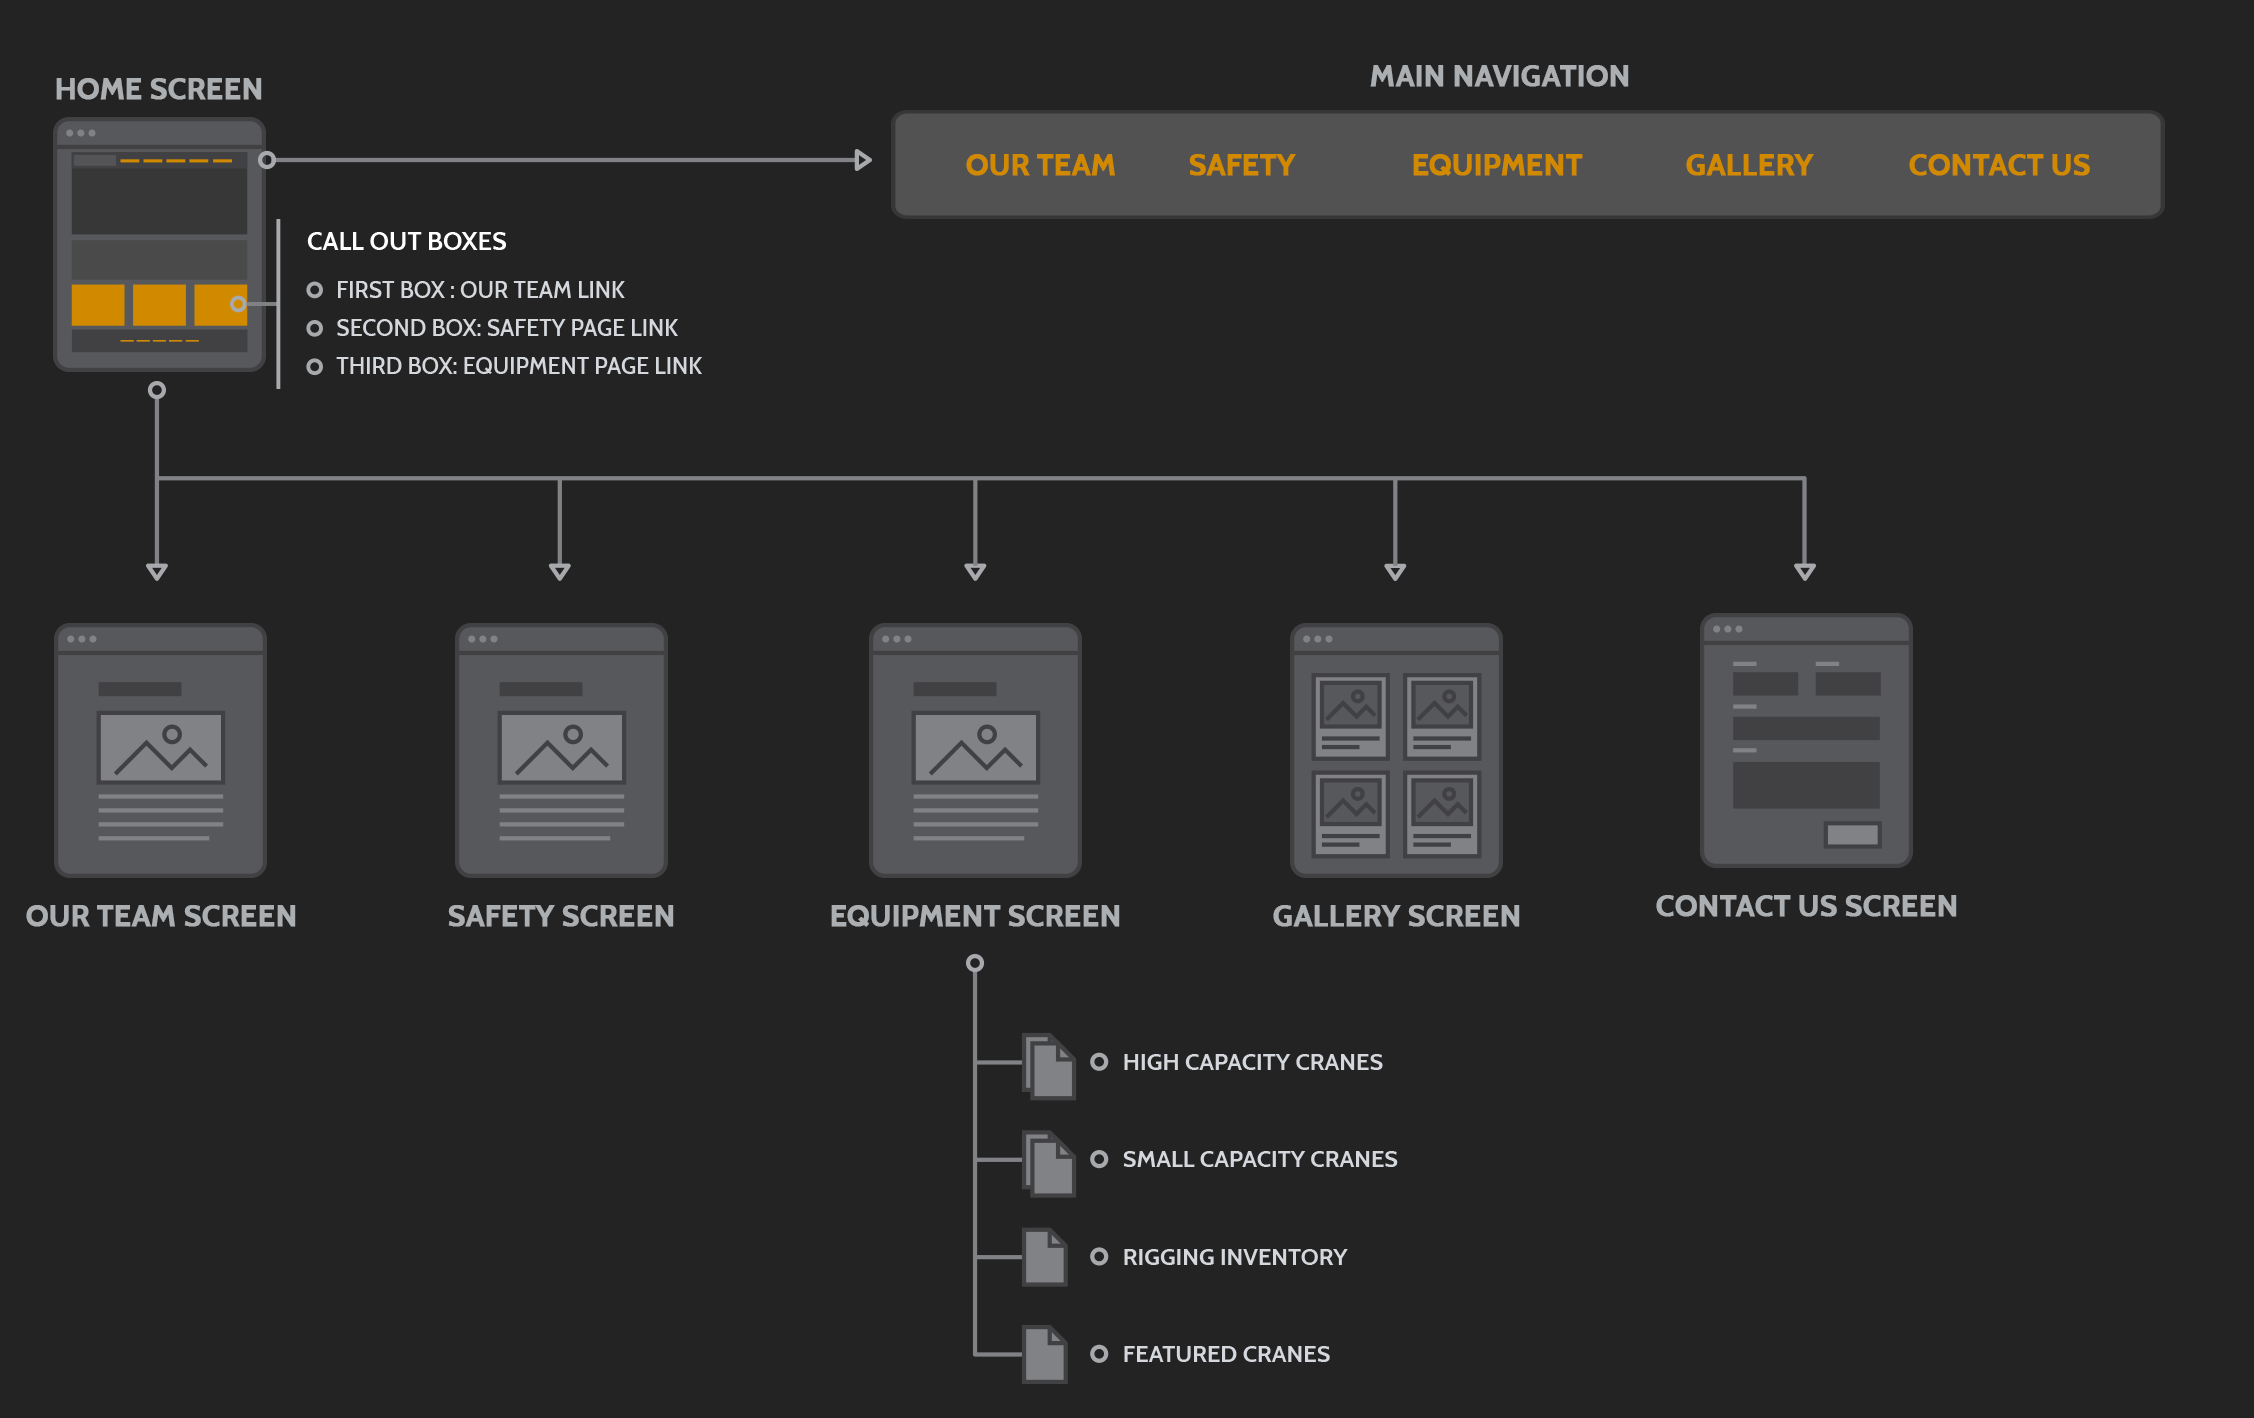 HOME SCREEN
MAIN NAVIGATION
OUR TEAM SAFETY EQUIPMENT GALLERY CONTACT US
CALL OUT BOXES
FIRST BOX : OUR TEAM LINK
SECOND BOX: SAFETY PAGE LINK
THIRD BOX: EQUIPMENT PAGE LINK
OUR TEAM SCREEN
SAFETY SCREEN
EQUIPMENT SCREEN
GALLERY SCREEN
CONTACT US SCREEN
HIGH CAPACITY CRANES
SMALL CAPACITY CRANES
RIGGING INVENTORY
FEATURED CRANES